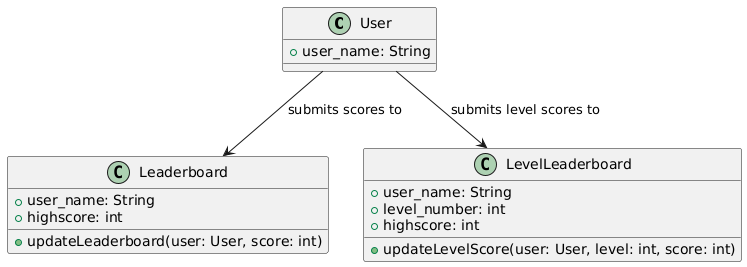 C User
user_name: String
submits scores to
submits level scores to
C Leaderboard
user_name: String
highscore: int
updateLeaderboard(user: User, score: int)
C LevelLeaderboard
user_name: String
level_number: int
highscore: int
updateLevelScore(user: User, level: int, score: int)